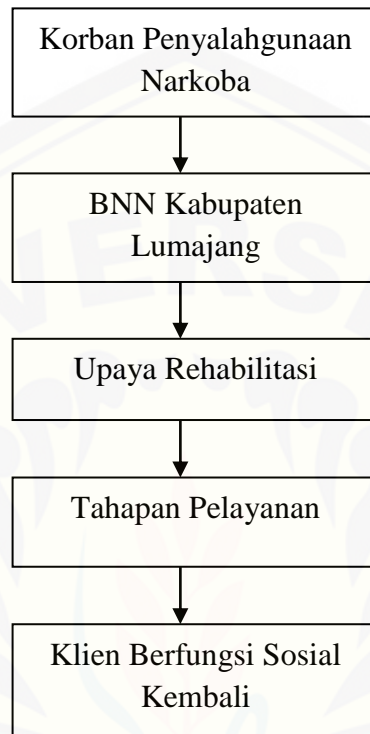 Korban Penyalahgunaan
Narkoba
BNN Kabupaten
Lumajang
Upaya Rehabilitasi
Tahapan Pelayanan
Klien Berfungsi Sosial
Kembali